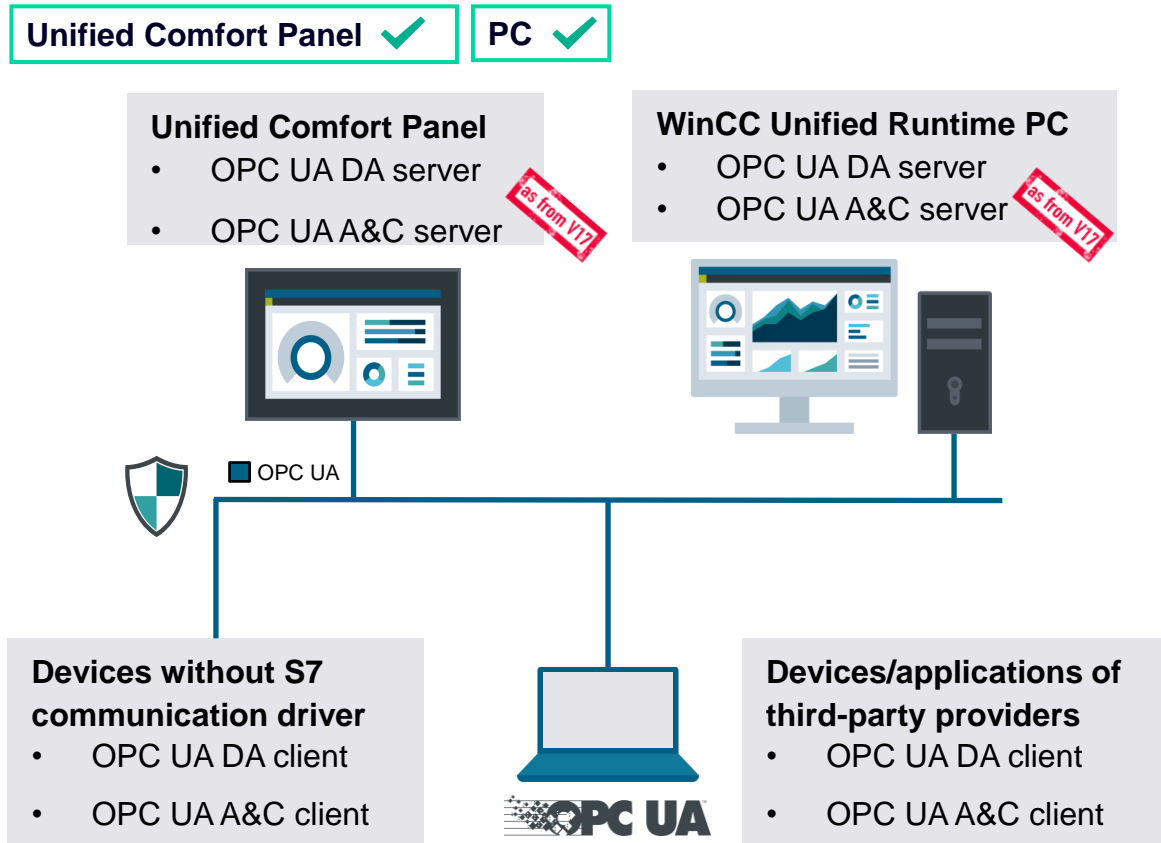 Unified Comfort Panel
PC
Unified Comfort Panel
• OPC UA DA server
• OPC UA A&C server
as from V17
WinCC Unified Runtime PC
• OPC UA DA server
• OPC UA A&C server
as from V17
OPC UA
Devices without S7
communication driver
• OPC UA DA client
• OPC UA A&C client
OPC UA
Devices/applications of
third-party providers
• OPC UA DA client
• OPC UA A&C client